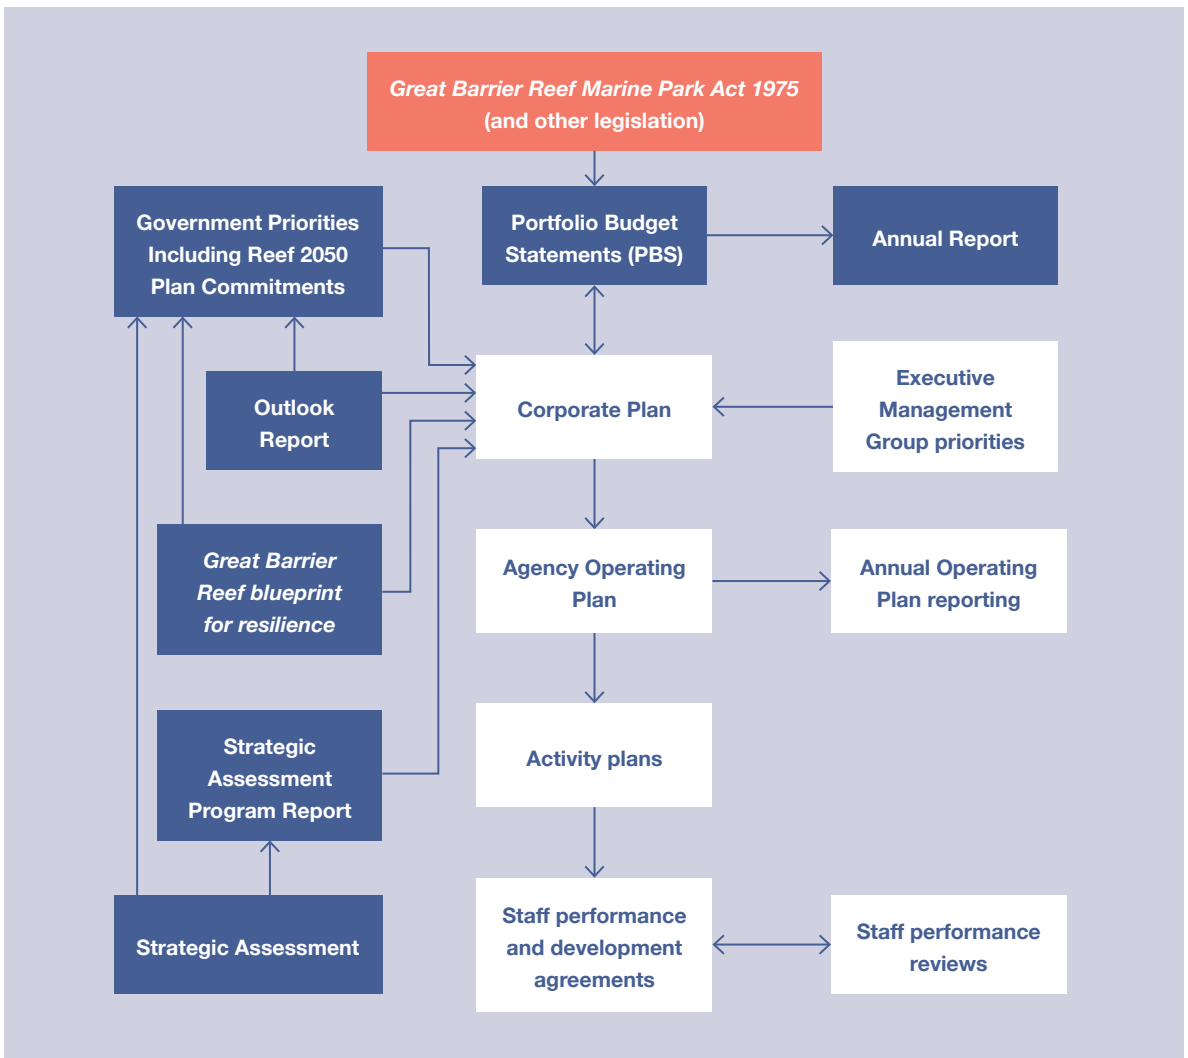 Great Barrier Reef Marine Park Act 1975
(and other legislation)
Government Priorities
Including Reef 2050
Plan Commitments
Portfolio Budget
Statements (PBS)
Annual Report
Outlook
Report
Corporate Plan
Executive
Management
Group priorities
Great Barrier
Reef blueprint
for resilience
Agency Operating
Plan
Annual Operating
Plan reporting
Strategic
Assessment
Program Report
Activity plans
Strategic Assessment
Staff performance
and development
agreements
Staff performance
reviews